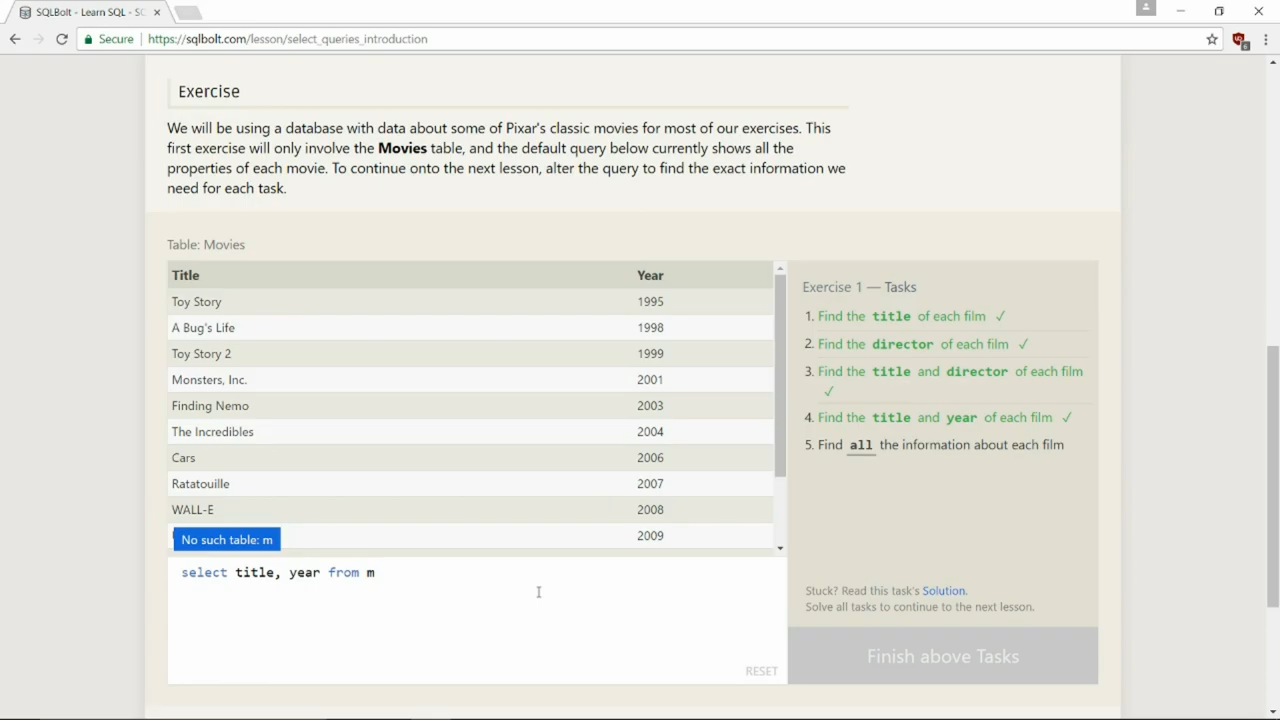 SQLBolt - Learn SQL - SC
Secure
https://sqlbolt.com/lesson/select_queries_introduction
Exercise
We will be using a database with data about some of Pixar's classic movies for most of our exercises. This
first exercise will only involve the Movies table, and the default query below currently shows all the
properties of each movie. To continue onto the next lesson, alter the query to find the exact information we
need for each task.
Table: Movies
Title Year
Toy Story 1995
A Bug's Life 1998
Toy Story 2 1999
Monsters, Inc. 2001
Finding Nemo 2003
The Incredibles 2004
Cars 2006
Ratatouille 2007
WALL-E 2008
2009
No such table: m
select title, year from m
RESET
Exercise 1 — Tasks
1. Find the title of each film ✓
2. Find the director of each film ✓
3. Find the title and director of each film
✓
4. Find the title and year of each film ✓
5. Find all the information about each film
Stuck? Read this task's Solution.
Solve all tasks to continue to the next lesson.
Finish above Tasks